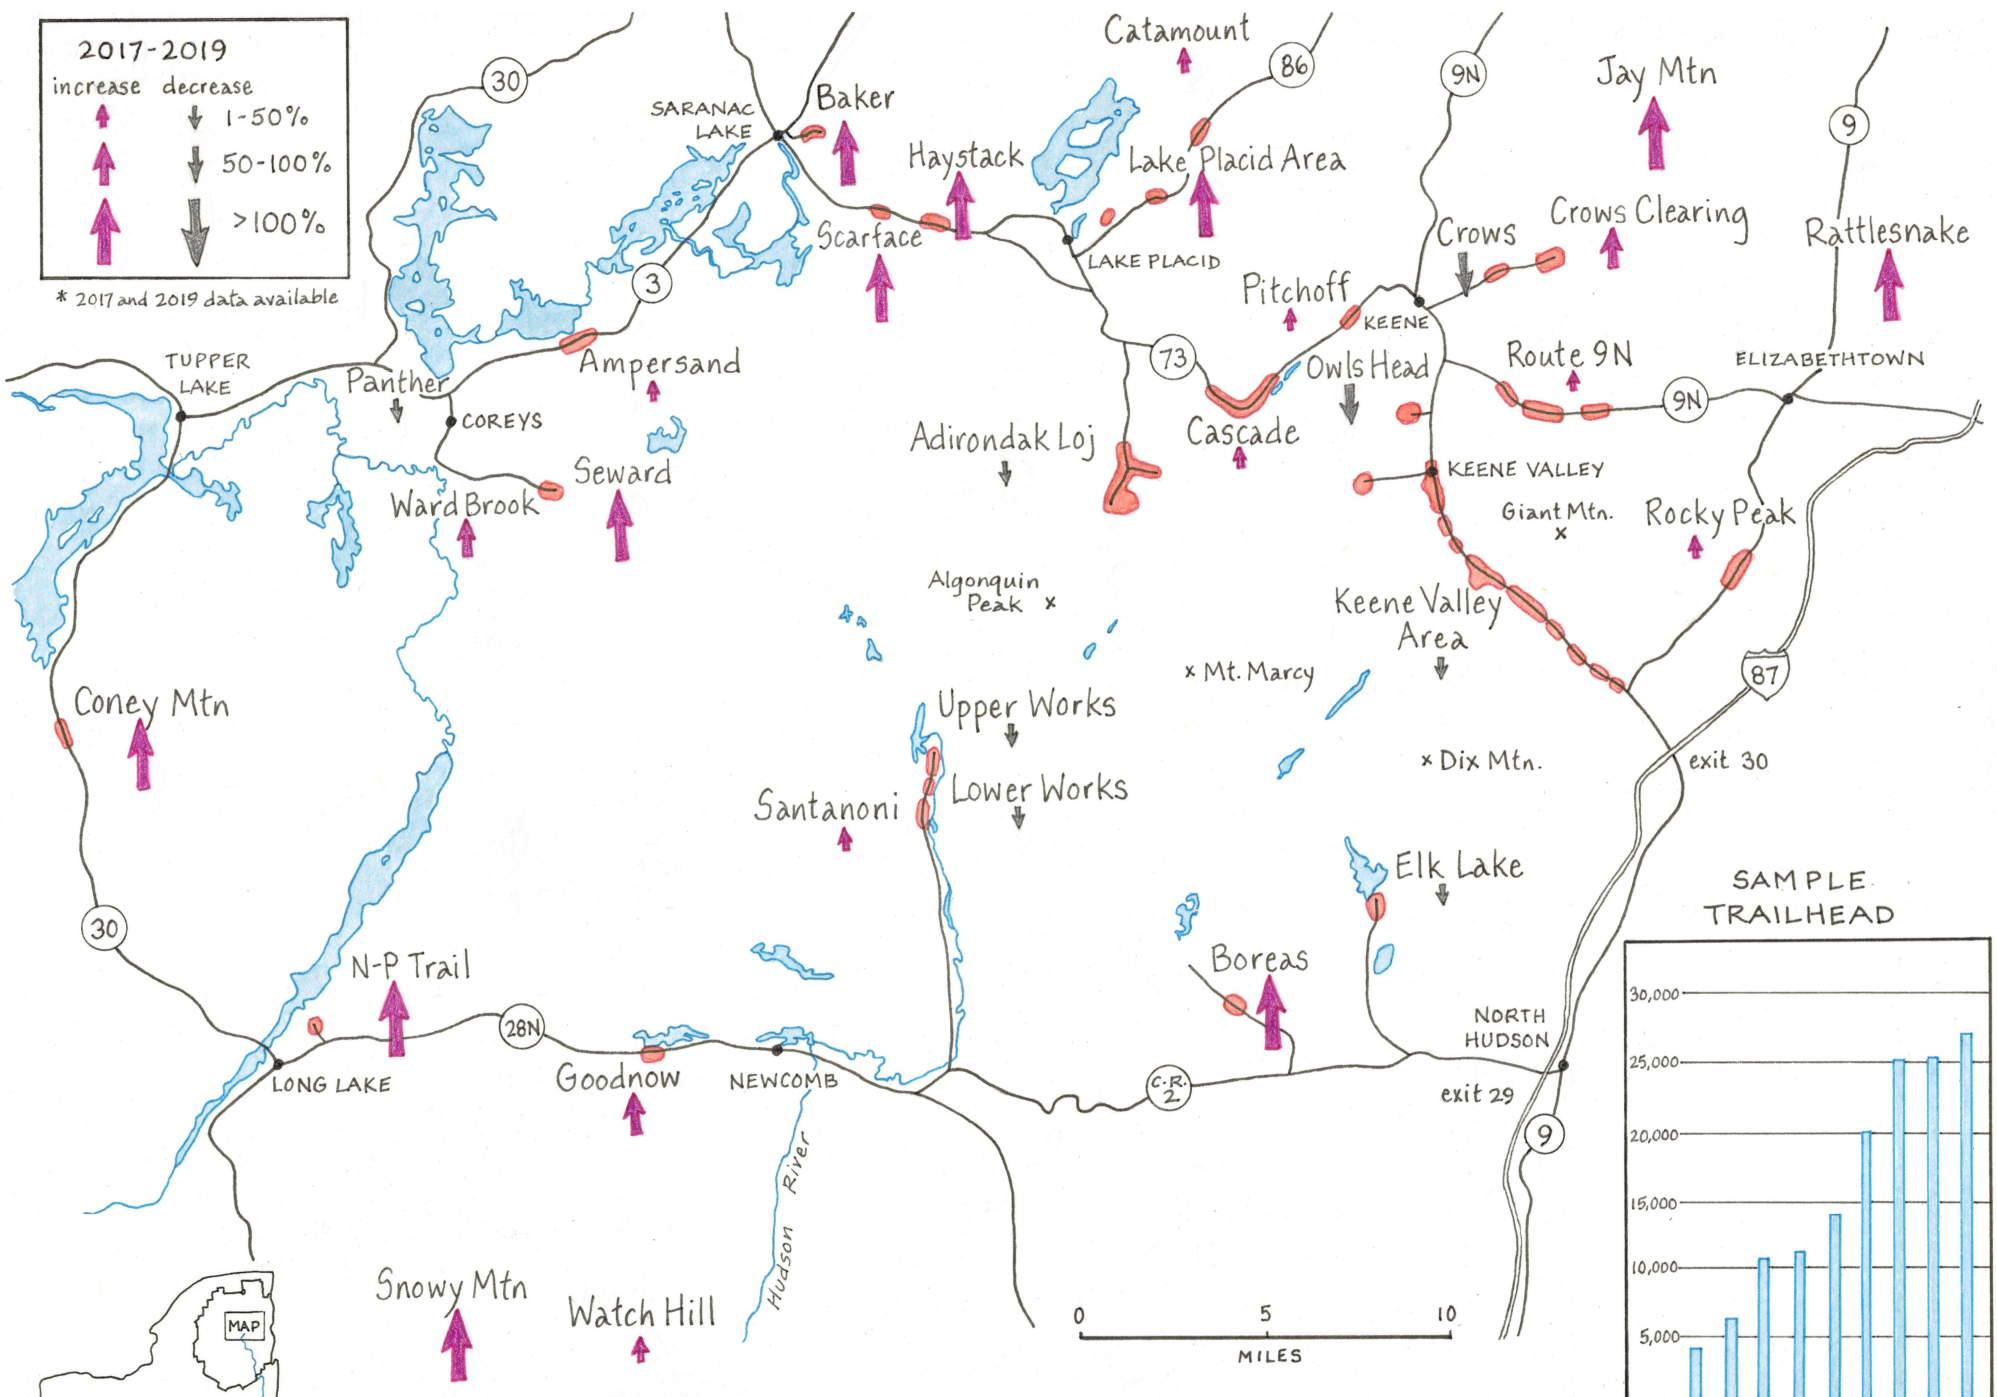 2017-2019
increase decrease
1-50%
50-100%
>100%
* 2017 and 2019 data available
30
Catamount
86
9N
Jay Mtn
9
SARANAC
LAKE
Baker
Haystack
Lake Placid Area
Scarface
LAKE PLACID
Crows
Crows Clearing
Rattlesnake
3
Pitchoff
KEENE
TUPPER
LAKE
Panther
Ampersand
73
Owls Head
Route 9N
ELIZABETHTOWN
9N
COREYS
Adirondak Loj
Cascade
Seward
KEENE VALLEY
Ward Brook
Giant Mtn.
x
Rocky Peak
Algonquin
Peak x
Keene Valley
Area
x Mt. Marcy
87
Coney Mtn
Upper Works
x Dix Mtn.
exit 30
Santanoni
Lower Works
Elk Lake
30
N-P Trail
Boreas
28N
NORTH
HUDSON
LONG LAKE
Goodnow
NEWCOMB
C.R.
2
exit 29
9
Hudson River
Snowy Mtn
Watch Hill
MAP
0 5 10
MILES
SAMPLE
TRAILHEAD
30,000
25,000
20,000
15,000
10,000
5,000